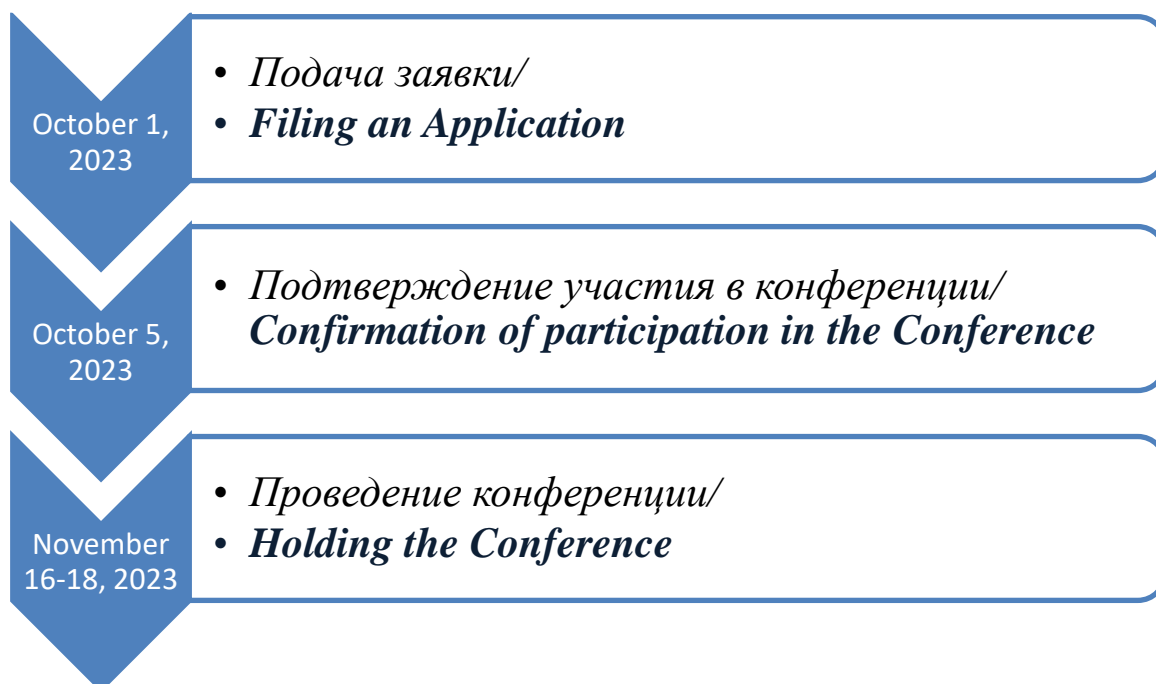 October 1,
2023
• Подача заявки/
• Filing an Application
October 5,
2023
• Подтверждение участия в конференции/
Confirmation of participation in the Conference
November
16-18, 2023
• Проведение конференции/
• Holding the Conference